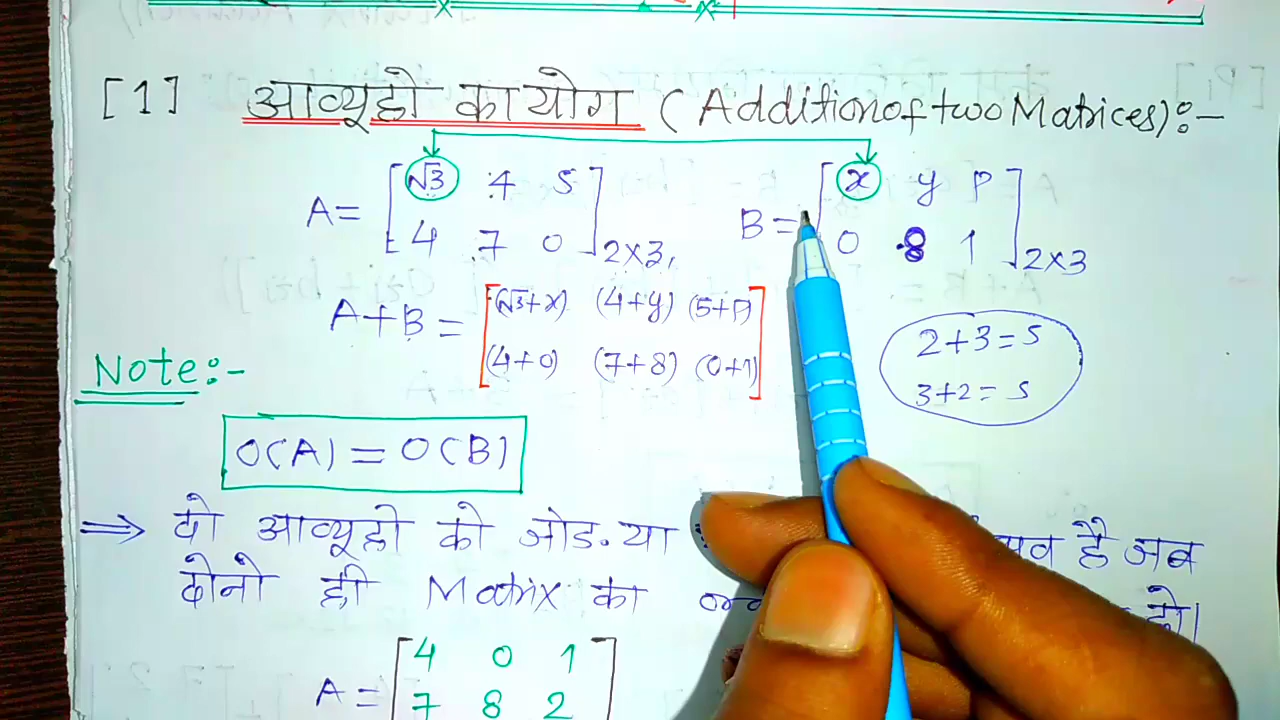 [1] आव्यूहो का योग (Addition of two Matrices):-
A = [√3 4 5
4 7 0]2×3,
B = [x y p
0 8 1]2×3
A+B = [(√3+x) (4+y) (5+p)
(4+0) (7+8) (0+1)]
2+3=5
3+2=5
Note:-
O(A) = O(B)
⇒ दो आव्यूहो को जोड.या है जब
दोनो ही Matrix का हो।
A = [4 0 1
7 8 2